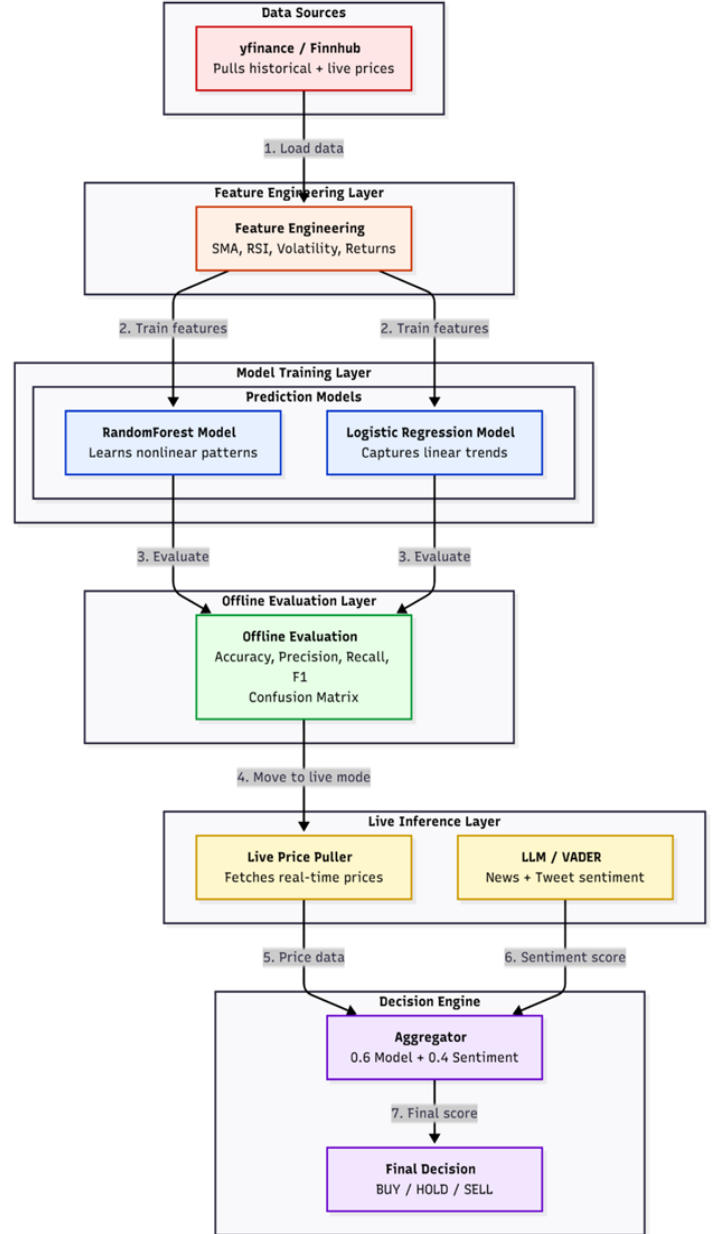 Data Sources
yfinance / Finnhub
Pulls historical + live prices
1. Load data
Feature Engineering Layer
Feature Engineering
SMA, RSI, Volatility, Returns
2. Train features
2. Train features
Model Training Layer
Prediction Models
RandomForest Model
Learns nonlinear patterns
Logistic Regression Model
Captures linear trends
3. Evaluate
3. Evaluate
Offline Evaluation Layer
Offline Evaluation
Accuracy, Precision, Recall,
F1
Confusion Matrix
4. Move to live mode
Live Inference Layer
Live Price Puller
Fetches real-time prices
LLM / VADER
News + Tweet sentiment
5. Price data
6. Sentiment score
Decision Engine
Aggregator
0.6 Model + 0.4 Sentiment
7. Final score
Final Decision
BUY / HOLD / SELL